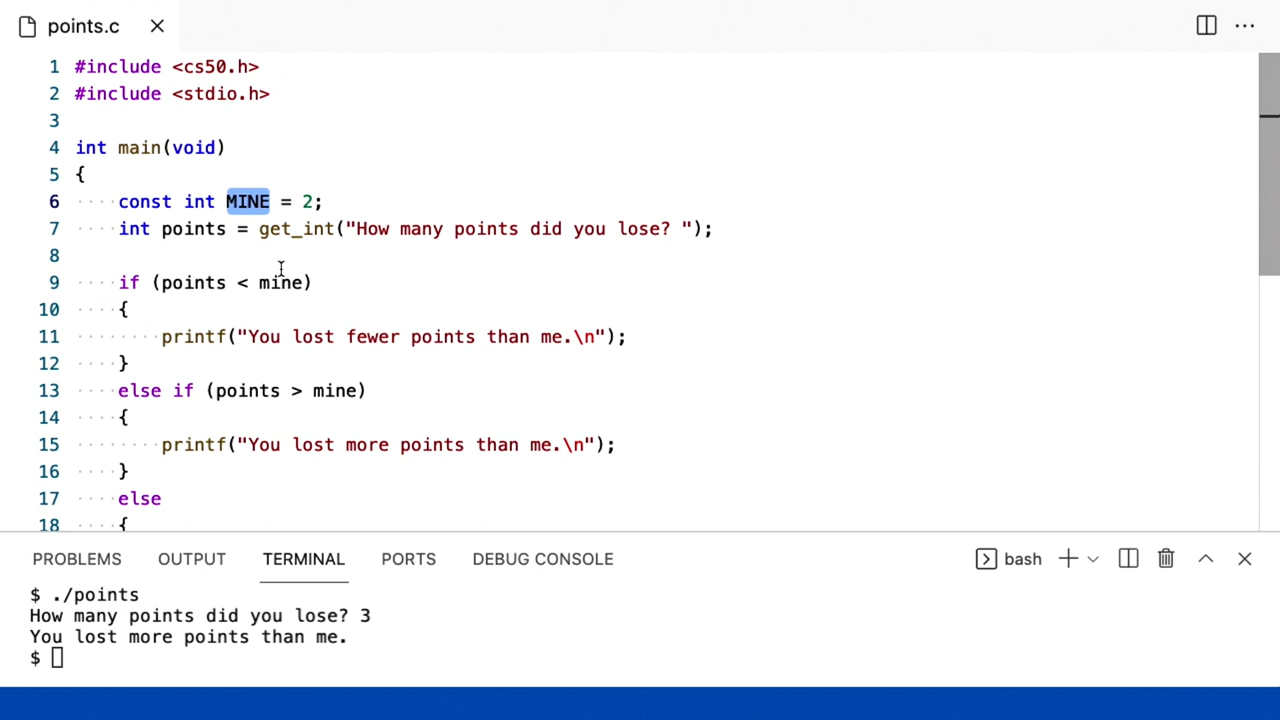 points.c
1 #include <cs50.h>
2 #include <stdio.h>
3
4 int main(void)
5 {
6 const int MINE = 2;
7 int points = get_int("How many points did you lose? ");
8
9 if (points < mine)
10 {
11 printf("You lost fewer points than me.\n");
12 }
13 else if (points > mine)
14 {
15 printf("You lost more points than me.\n");
16 }
17 else
18 {
PROBLEMS OUTPUT TERMINAL PORTS DEBUG CONSOLE bash
$ ./points
How many points did you lose? 3
You lost more points than me.
$